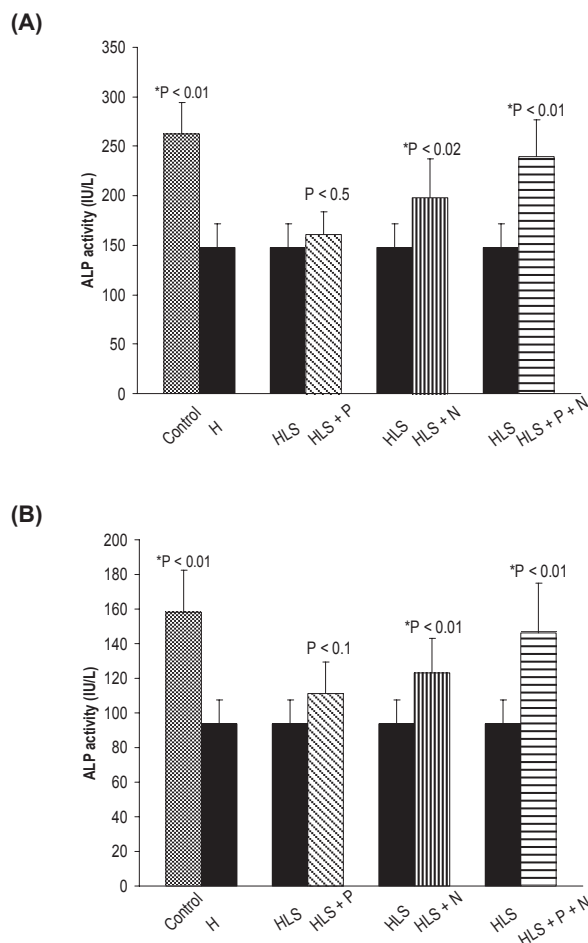 (A)
ALP activity (IU/L)
350
300
250
200
150
100
50
0
*P < 0.01
P < 0.5
*P < 0.02
*P < 0.01
Control
H
HLS
HLS + P
HLS
HLS + N
HLS
HLS + P + N
(B)
ALP activity (IU/L)
200
180
160
140
120
100
80
60
40
20
0
*P < 0.01
P < 0.1
*P < 0.01
*P < 0.01
Control
H
HLS
HLS + P
HLS
HLS + N
HLS
HLS + P + N